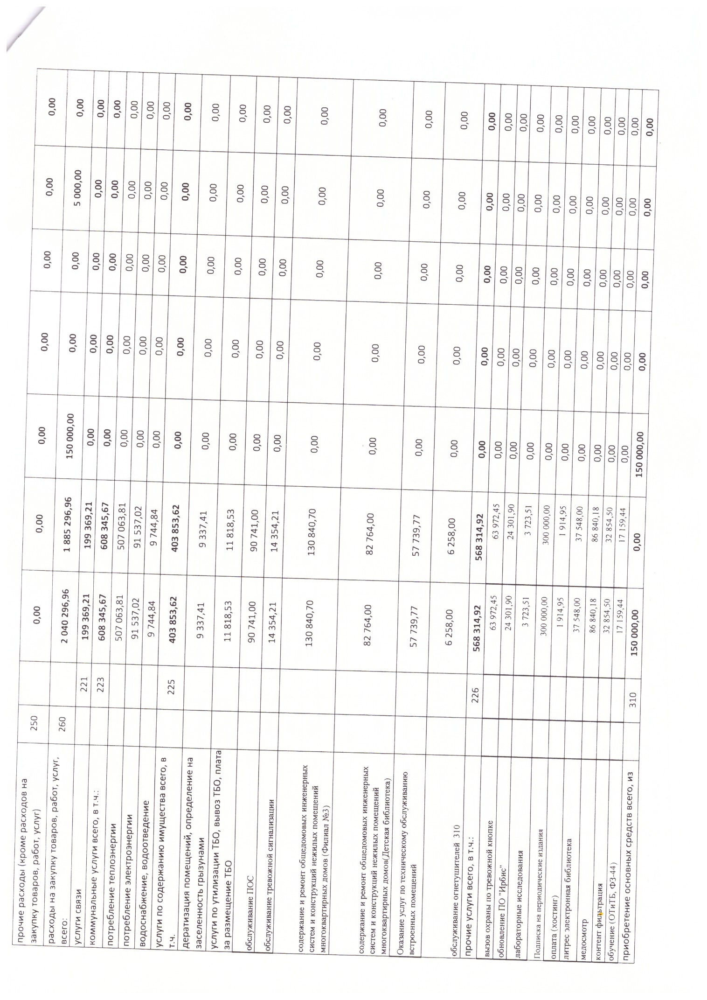 прочие расходы (кроме расходов на
закупку товаров, работ, услуг) 250 0,00 0,00 0,00 0,00 0,00 0,00 0,00
расходы на закупку товаров, работ, услуг,
всего: 260 2 040 296,96 1 885 296,96 150 000,00 0,00 0,00 5 000,00 0,00
услуги связи 221 199 369,21 199 369,21 0,00 0,00 0,00 0,00 0,00
коммунальные услуги всего, в т.ч.: 223 608 345,67 608 345,67 0,00 0,00 0,00 0,00 0,00
потребление теплоэнергии 507 063,81 507 063,81 0,00 0,00 0,00 0,00 0,00
потребление электроэнергии 91 537,02 91 537,02 0,00 0,00 0,00 0,00 0,00
водоснабжение, водоотведение 9 744,84 9 744,84 0,00 0,00 0,00 0,00 0,00
услуги по содержанию имущества всего, в
т.ч. 225 403 853,62 403 853,62 0,00 0,00 0,00 0,00 0,00
дератизация помещений, определение на
заселенность грызунами 9 337,41 9 337,41 0,00 0,00 0,00 0,00 0,00
услуги по утилизации ТБО, вывоз ТБО, плата
за размещение ТБО 11 818,53 11 818,53 0,00 0,00 0,00 0,00 0,00
обслуживание ПОС 90 741,00 90 741,00 0,00 0,00 0,00 0,00 0,00
обслуживание тревожной сигнализации 14 354,21 14 354,21 0,00 0,00 0,00 0,00 0,00
содержание и ремонт общедомовых инженерных
систем и конструкций нежилых помещений
многоквартирных домов (Филиал №3) 130 840,70 130 840,70 0,00 0,00 0,00 0,00 0,00
содержание и ремонт общедомовых инженерных
систем и конструкций нежилых помещений
многоквартирных домов(Детская библиотека) 82 764,00 82 764,00 0,00 0,00 0,00 0,00 0,00
Оказание услуг по техническому обслуживанию
встроенных помещений 57 739,77 57 739,77 0,00 0,00 0,00 0,00 0,00
обслуживание огнетушителей 310 6 258,00 6 258,00 0,00 0,00 0,00 0,00 0,00
прочие услуги всего, в т.ч.: 226 568 314,92 568 314,92 0,00 0,00 0,00 0,00 0,00
вызов охраны по тревожной кнопке 63 972,45 63 972,45 0,00 0,00 0,00 0,00 0,00
обновление ПО "Ирбис" 24 301,90 24 301,90 0,00 0,00 0,00 0,00 0,00
лабораторные исследования 3 723,51 3 723,51 0,00 0,00 0,00 0,00 0,00
Подписка на периодические издания 300 000,00 300 000,00 0,00 0,00 0,00 0,00 0,00
оплата (хостинг) 1 914,95 1 914,95 0,00 0,00 0,00 0,00 0,00
литрес электронная библиотека 37 548,00 37 548,00 0,00 0,00 0,00 0,00 0,00
медосмотр 86 840,18 86 840,18 0,00 0,00 0,00 0,00 0,00
контент фильтрация 32 854,50 32 854,50 0,00 0,00 0,00 0,00 0,00
обучение (ОТиТБ, ФЗ-44) 17 159,44 17 159,44 0,00 0,00 0,00 0,00 0,00
приобретение основных средств всего, из 310 150 000,00 0,00 150 000,00 0,00 0,00 0,00 0,00